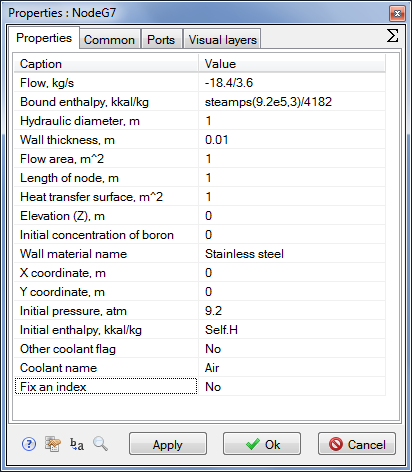 Properties : NodeG7
Properties Common Ports Visual layers Σ
Caption Value
Flow, kg/s -18.4/3.6
Bound enthalpy, kkal/kg steamps(9.2e5,3)/4182
Hydraulic diameter, m 1
Wall thickness, m 0.01
Flow area, m^2 1
Length of node, m 1
Heat transfer surface, m^2 1
Elevation (Z), m 0
Initial concentration of boron 0
Wall material name Stainless steel
X coordinate, m 0
Y coordinate, m 0
Initial pressure, atm 9.2
Initial enthalpy, kkal/kg Self.H
Other coolant flag No
Coolant name Air
Fix an index No
? b a Apply Ok Cancel